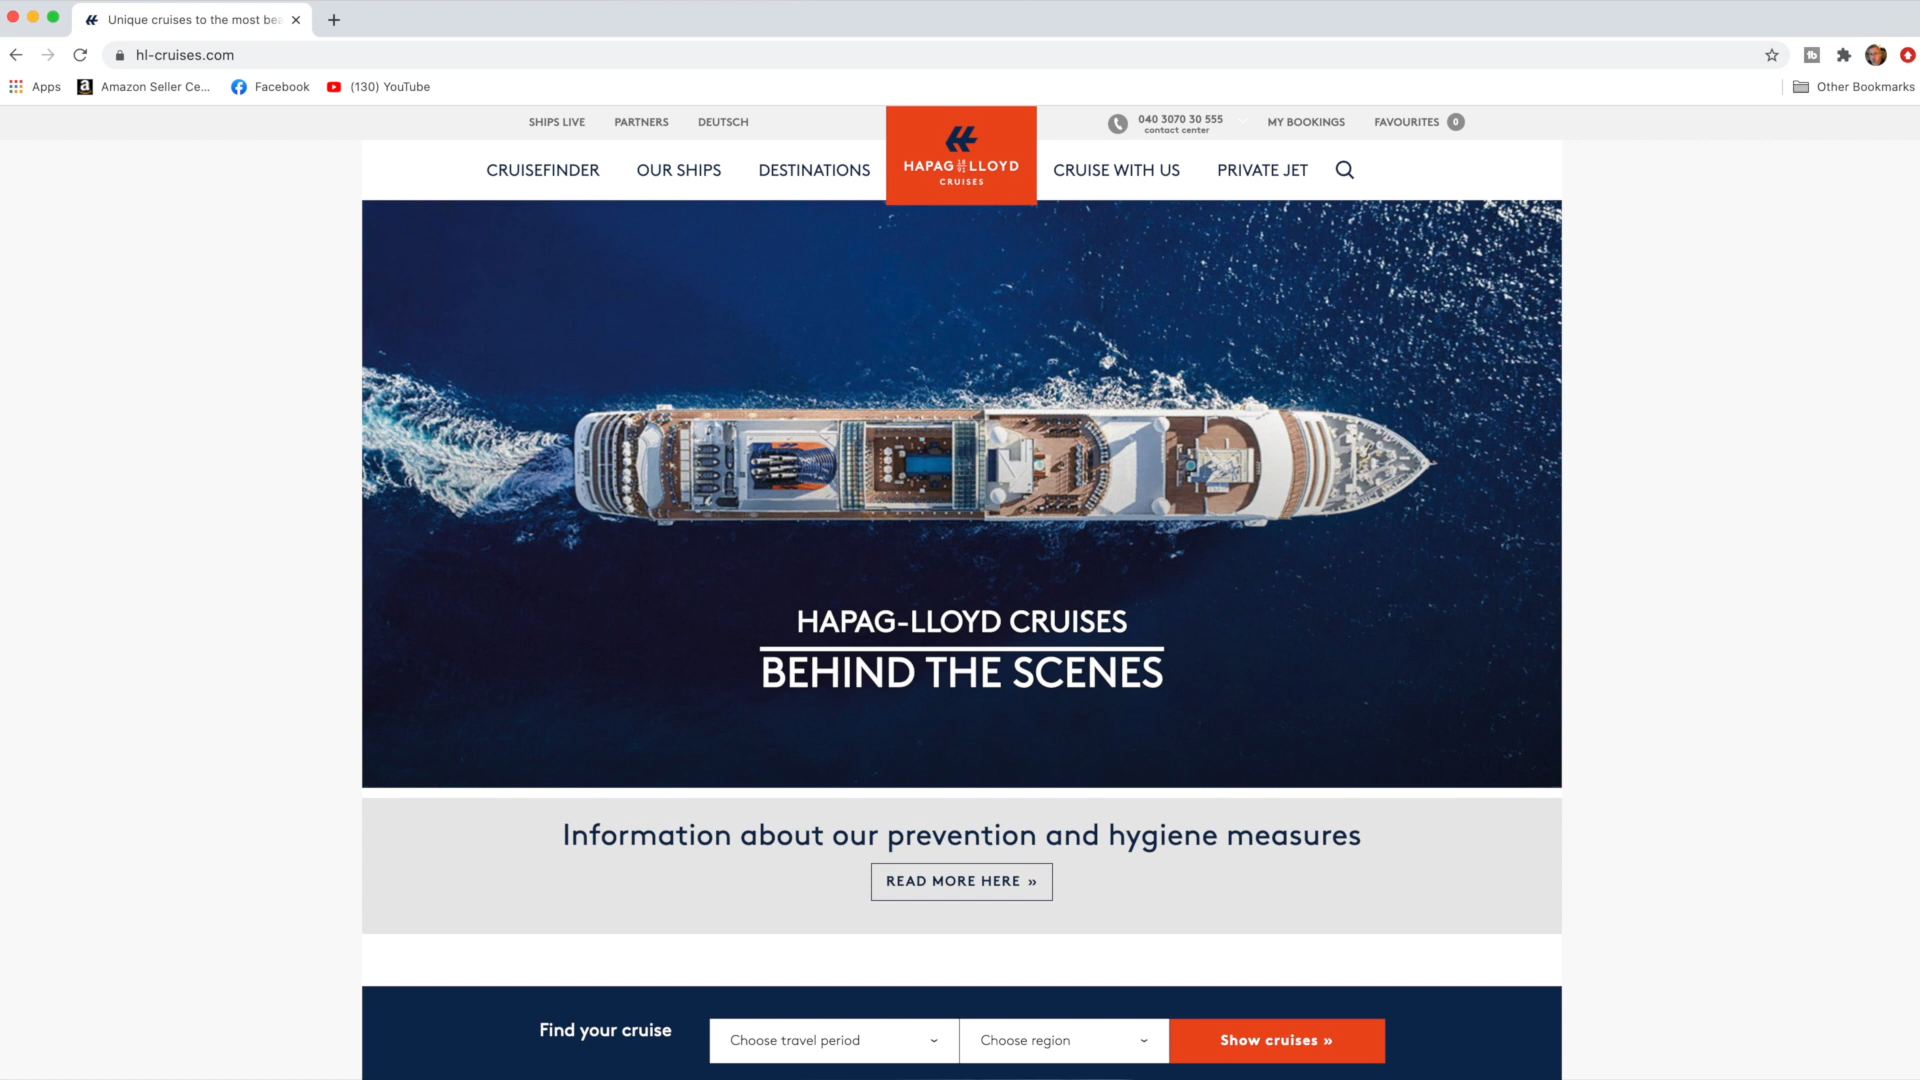 Unique cruises to the most bea
hl-cruises.com
Apps
Amazon Seller Ce...
Facebook
(130) YouTube
Other Bookmarks
SHIPS LIVE
PARTNERS
DEUTSCH
040 3070 30 555
contact center
MY BOOKINGS
FAVOURITES 0
CRUISEFINDER
OUR SHIPS
DESTINATIONS
HAPAG LLOYD
CRUISES
CRUISE WITH US
PRIVATE JET
HAPAG-LLOYD CRUISES
BEHIND THE SCENES
Information about our prevention and hygiene measures
READ MORE HERE »
Find your cruise
Choose travel period
Choose region
Show cruises »